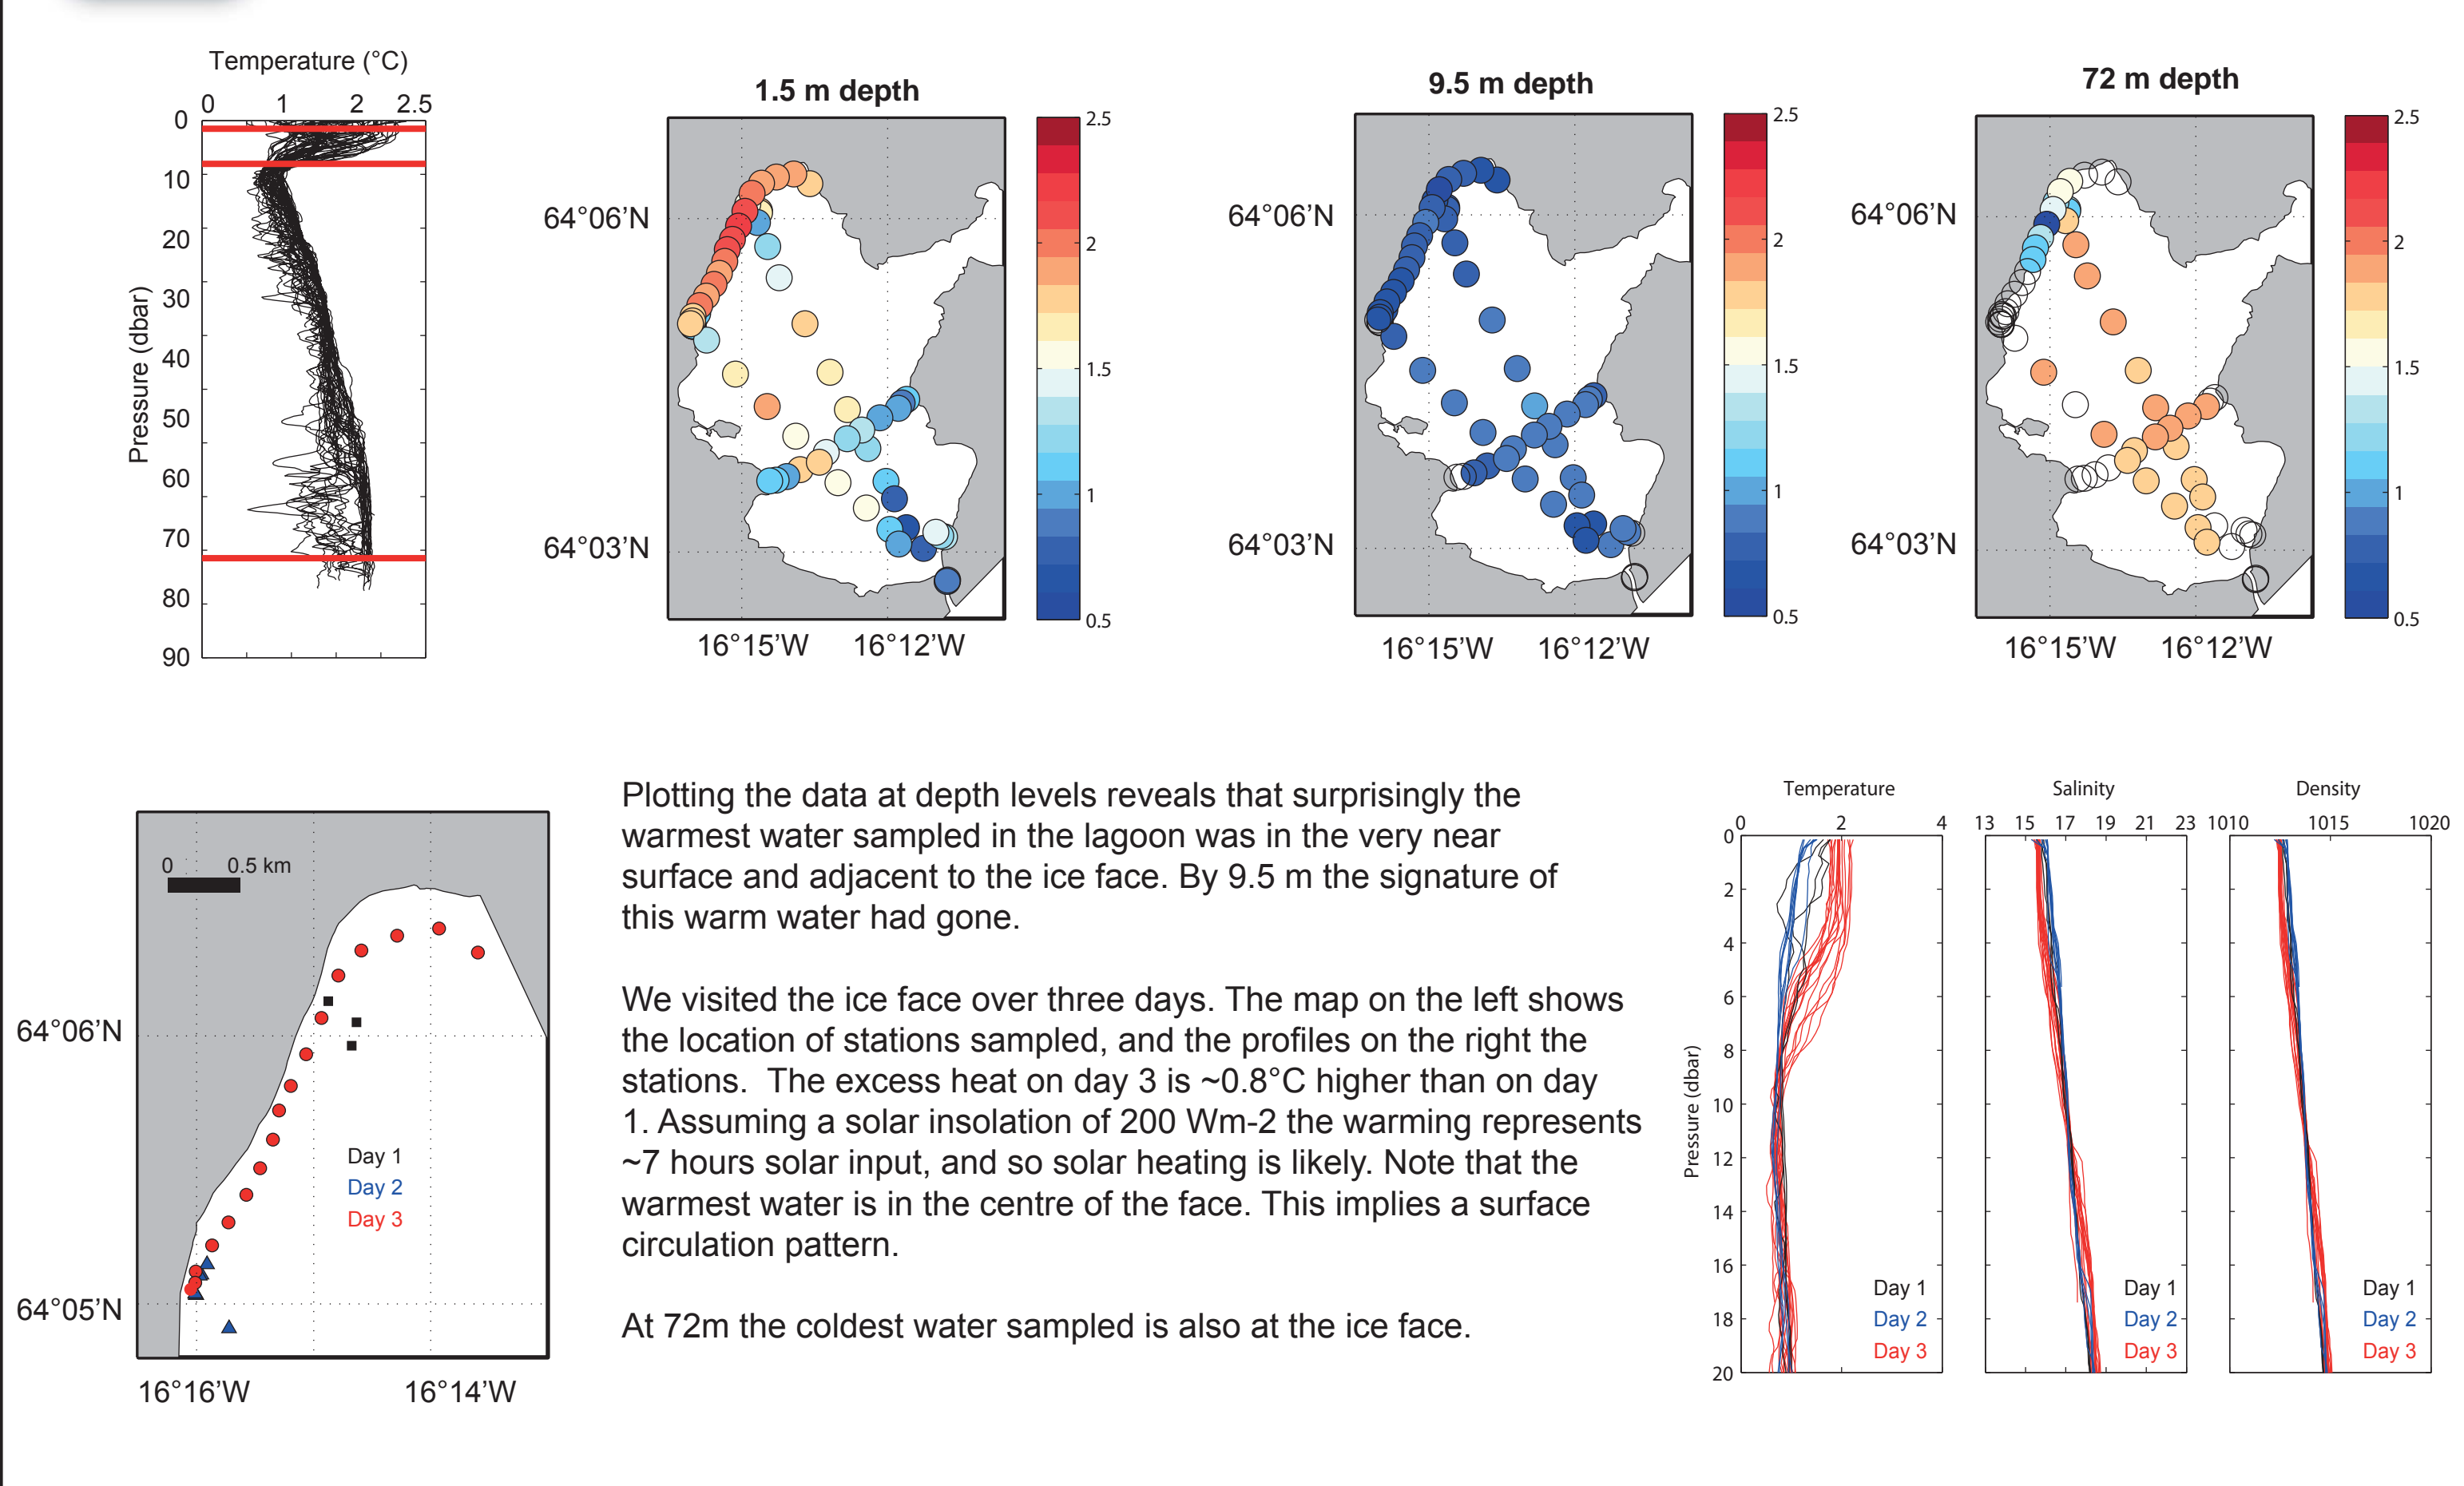 Temperature (°C)
0 1 2 2.5
0
10
20
30
40
50
60
70
80
90
Pressure (dbar)
1.5 m depth
64°06’N
64°03’N
16°15’W 16°12’W
2.5
2
1.5
1
0.5
9.5 m depth
64°06’N
64°03’N
16°15’W 16°12’W
2.5
2
1.5
1
0.5
72 m depth
64°06’N
64°03’N
16°15’W 16°12’W
2.5
2
1.5
1
0.5
0 0.5 km
64°06’N
64°05’N
Day 1
Day 2
Day 3
16°16’W 16°14’W
Plotting the data at depth levels reveals that surprisingly the
warmest water sampled in the lagoon was in the very near
surface and adjacent to the ice face. By 9.5 m the signature of
this warm water had gone.
We visited the ice face over three days. The map on the left shows
the location of stations sampled, and the profiles on the right the
stations.  The excess heat on day 3 is ~0.8°C higher than on day
1. Assuming a solar insolation of 200 Wm-2 the warming represents
~7 hours solar input, and so solar heating is likely. Note that the
warmest water is in the centre of the face. This implies a surface
circulation pattern.
At 72m the coldest water sampled is also at the ice face.
Temperature
0 2 4
0
2
4
6
8
10
12
14
16
18
20
Pressure (dbar)
Day 1
Day 2
Day 3
Salinity
13 15 17 19 21 23
Day 1
Day 2
Day 3
Density
1010 1015 1020
Day 1
Day 2
Day 3